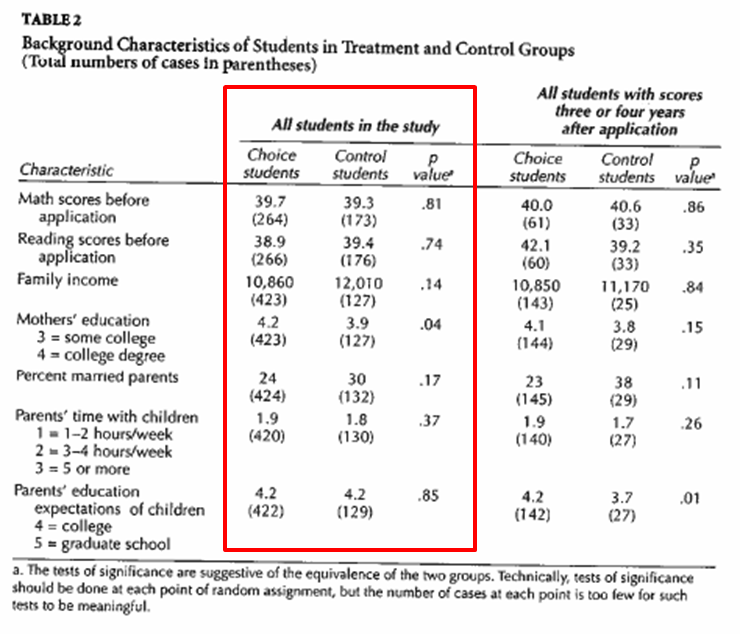 TABLE 2
Background Characteristics of Students in Treatment and Control Groups
(Total numbers of cases in parentheses)
All students with scores
three or four years
after application
All students in the study
Choice Control p Choice Control p
Characteristic students students valueª students students valueª
Math scores before 39.7 39.3 .81 40.0 40.6 .86
application (264) (173) (61) (33)
Reading scores before 38.9 39.4 .74 42.1 39.2 .35
application (266) (176) (60) (33)
Family income 10,860 12,010 .14 10,850 11,170 .84
(423) (127) (143) (25)
Mothers' education 4.2 3.9 .04 4.1 3.8 .15
3 = some college (423) (127) (144) (29)
4 = college degree
Percent married parents 24 30 .17 23 38 .11
(424) (132) (145) (29)
Parents' time with children 1.9 1.8 .37 1.9 1.7 .26
1 = 1–2 hours/week (420) (130) (140) (27)
2 = 3–4 hours/week
3 = 5 or more
Parents' education 4.2 4.2 .85 4.2 3.7 .01
expectations of children (422) (129) (142) (27)
4 = college
5 = graduate school
a. The tests of significance are suggestive of the equivalence of the two groups. Technically, tests of significance
should be done at each point of random assignment, but the number of cases at each point is too few for such
tests to be meaningful.